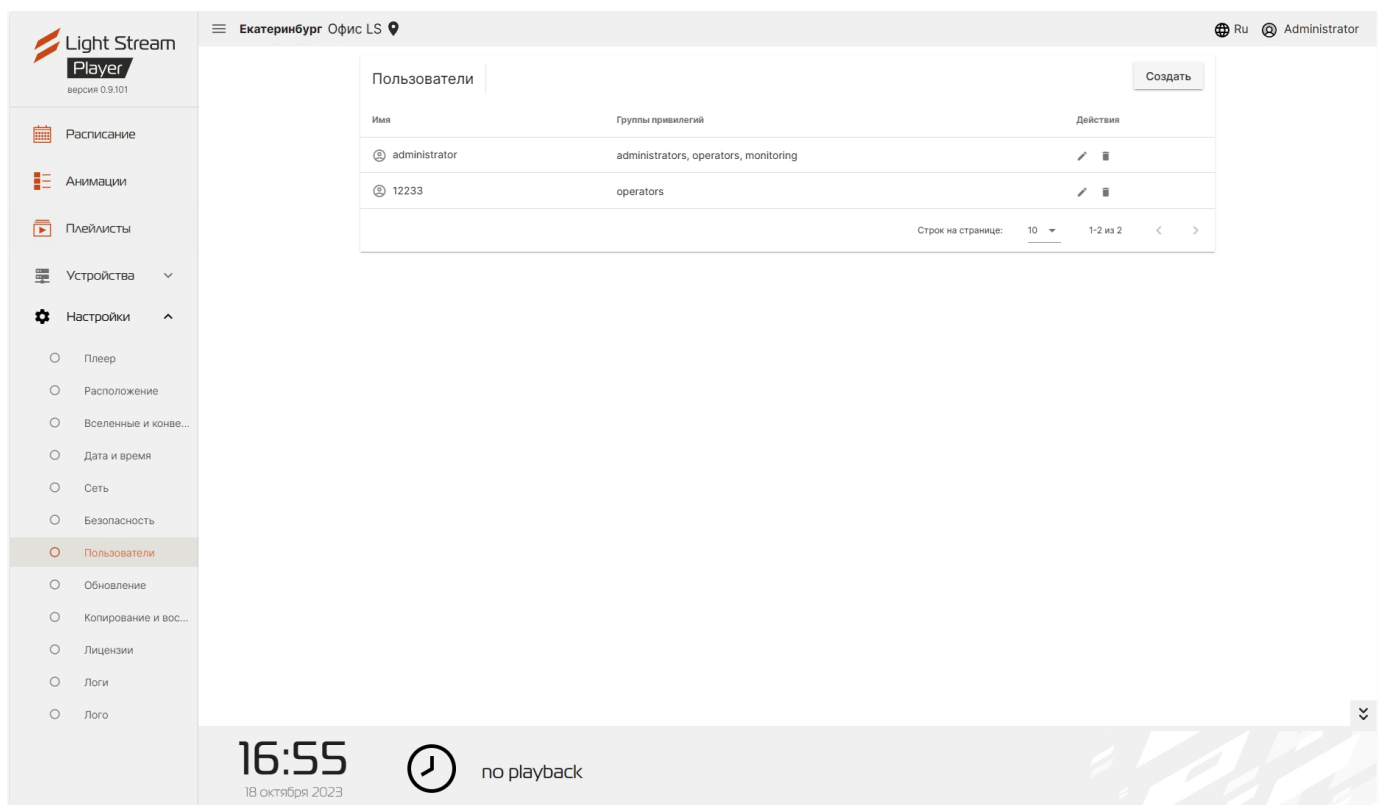 Light Stream
Player
версия 0.9.101
Екатеринбург Офис LS
Ru Administrator
Расписание
Анимации
Плейлисты
Устройства
Настройки
Плеер
Расположение
Вселенные и конве...
Дата и время
Сеть
Безопасность
Пользователи
Обновление
Копирование и вос...
Лицензии
Логи
Лого
Пользователи Создать
Имя Группы привилегий Действия
administrator administrators, operators, monitoring
12233 operators
Строк на странице: 10 1-2 из 2
16:55
18 октября 2023
no playback